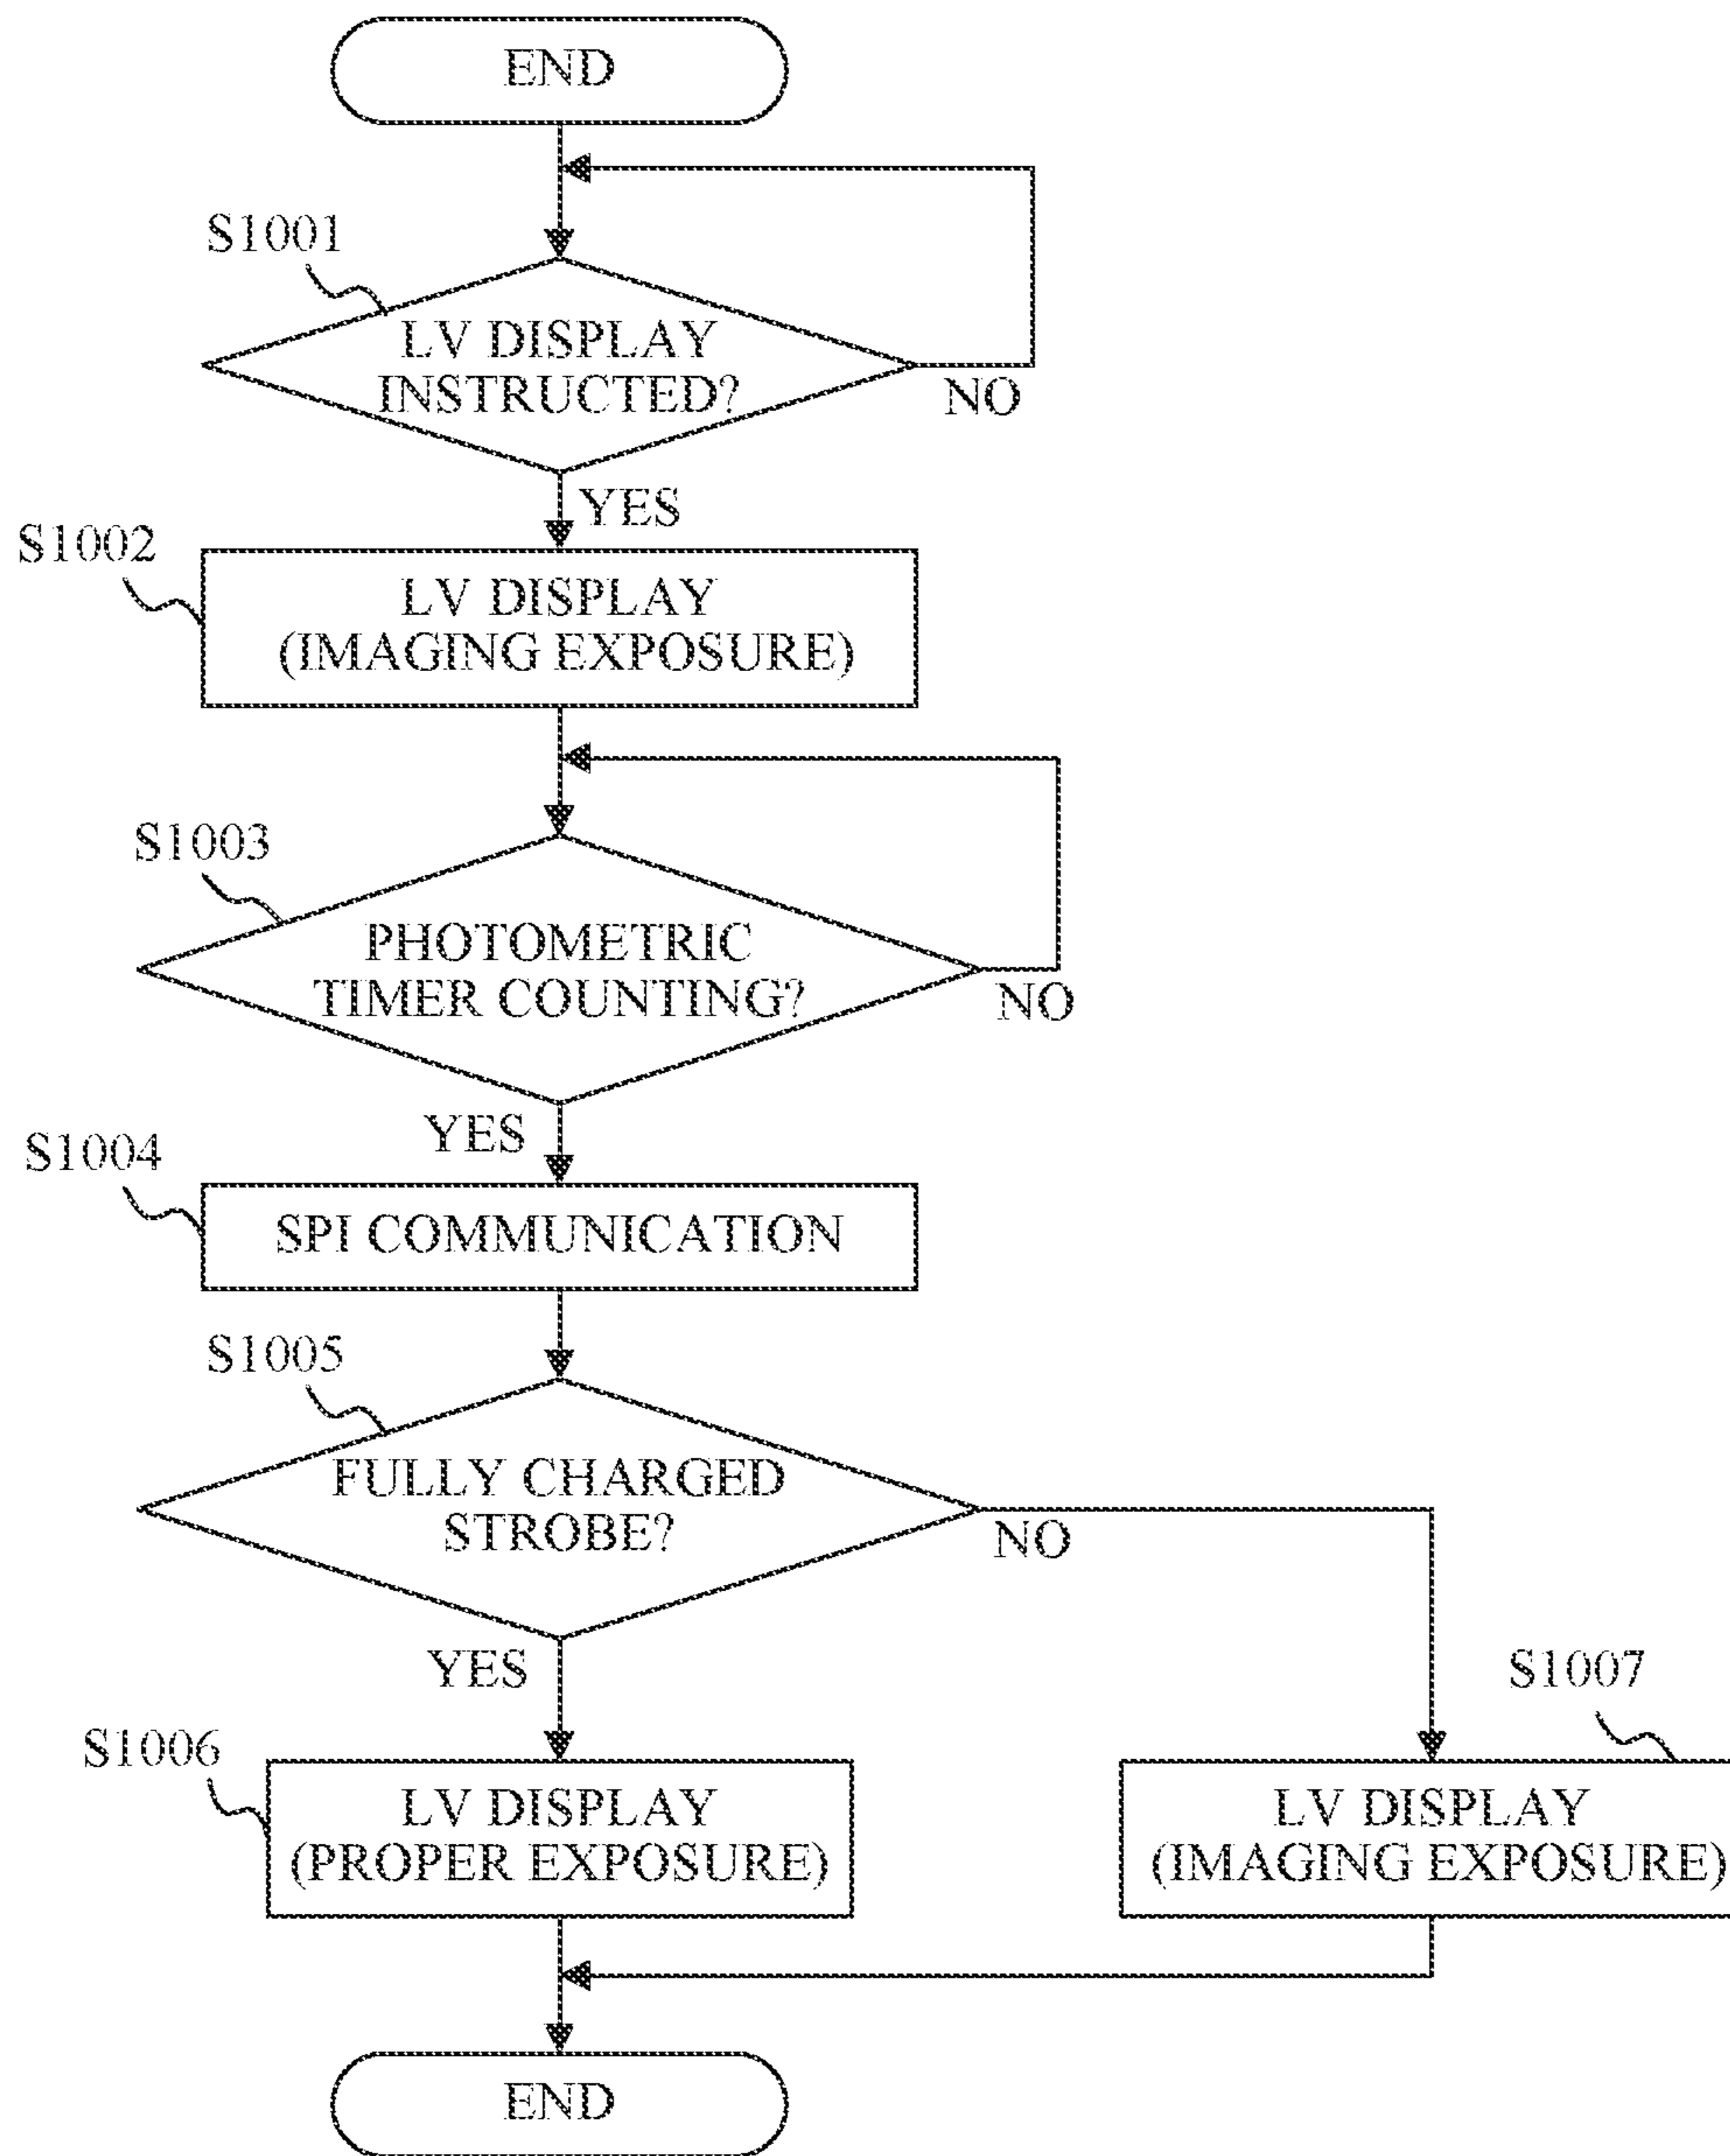 END
S1001
LV DISPLAY
INSTRUCTED?
NO
YES
S1002
LV DISPLAY
(IMAGING EXPOSURE)
S1003
PHOTOMETRIC
TIMER COUNTING?
NO
YES
S1004
SPI COMMUNICATION
S1005
FULLY CHARGED
STROBE?
NO
YES
S1006
LV DISPLAY
(PROPER EXPOSURE)
S1007
LV DISPLAY
(IMAGING EXPOSURE)
END